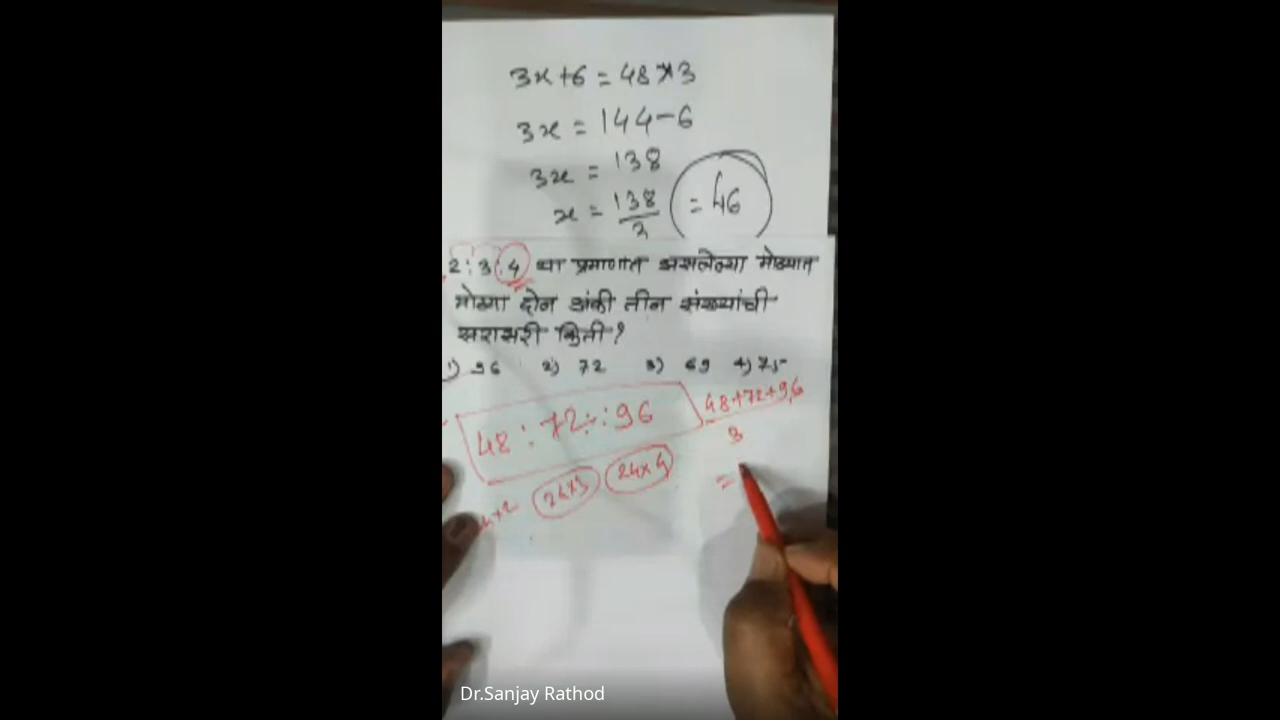 3x+6 = 48×3
3x = 144-6
3x = 138
x = 138/3 = 46
2:3:4 या प्रमाणात असलेल्या मोठ्यात
मोठ्या दोन अंकी तीन संख्यांची
सरासरी किती?
1) 96 2) 72 3) 69 4) 75
48:72::96 48+72+96
3
24×3 24×4 =
Dr.Sanjay Rathod